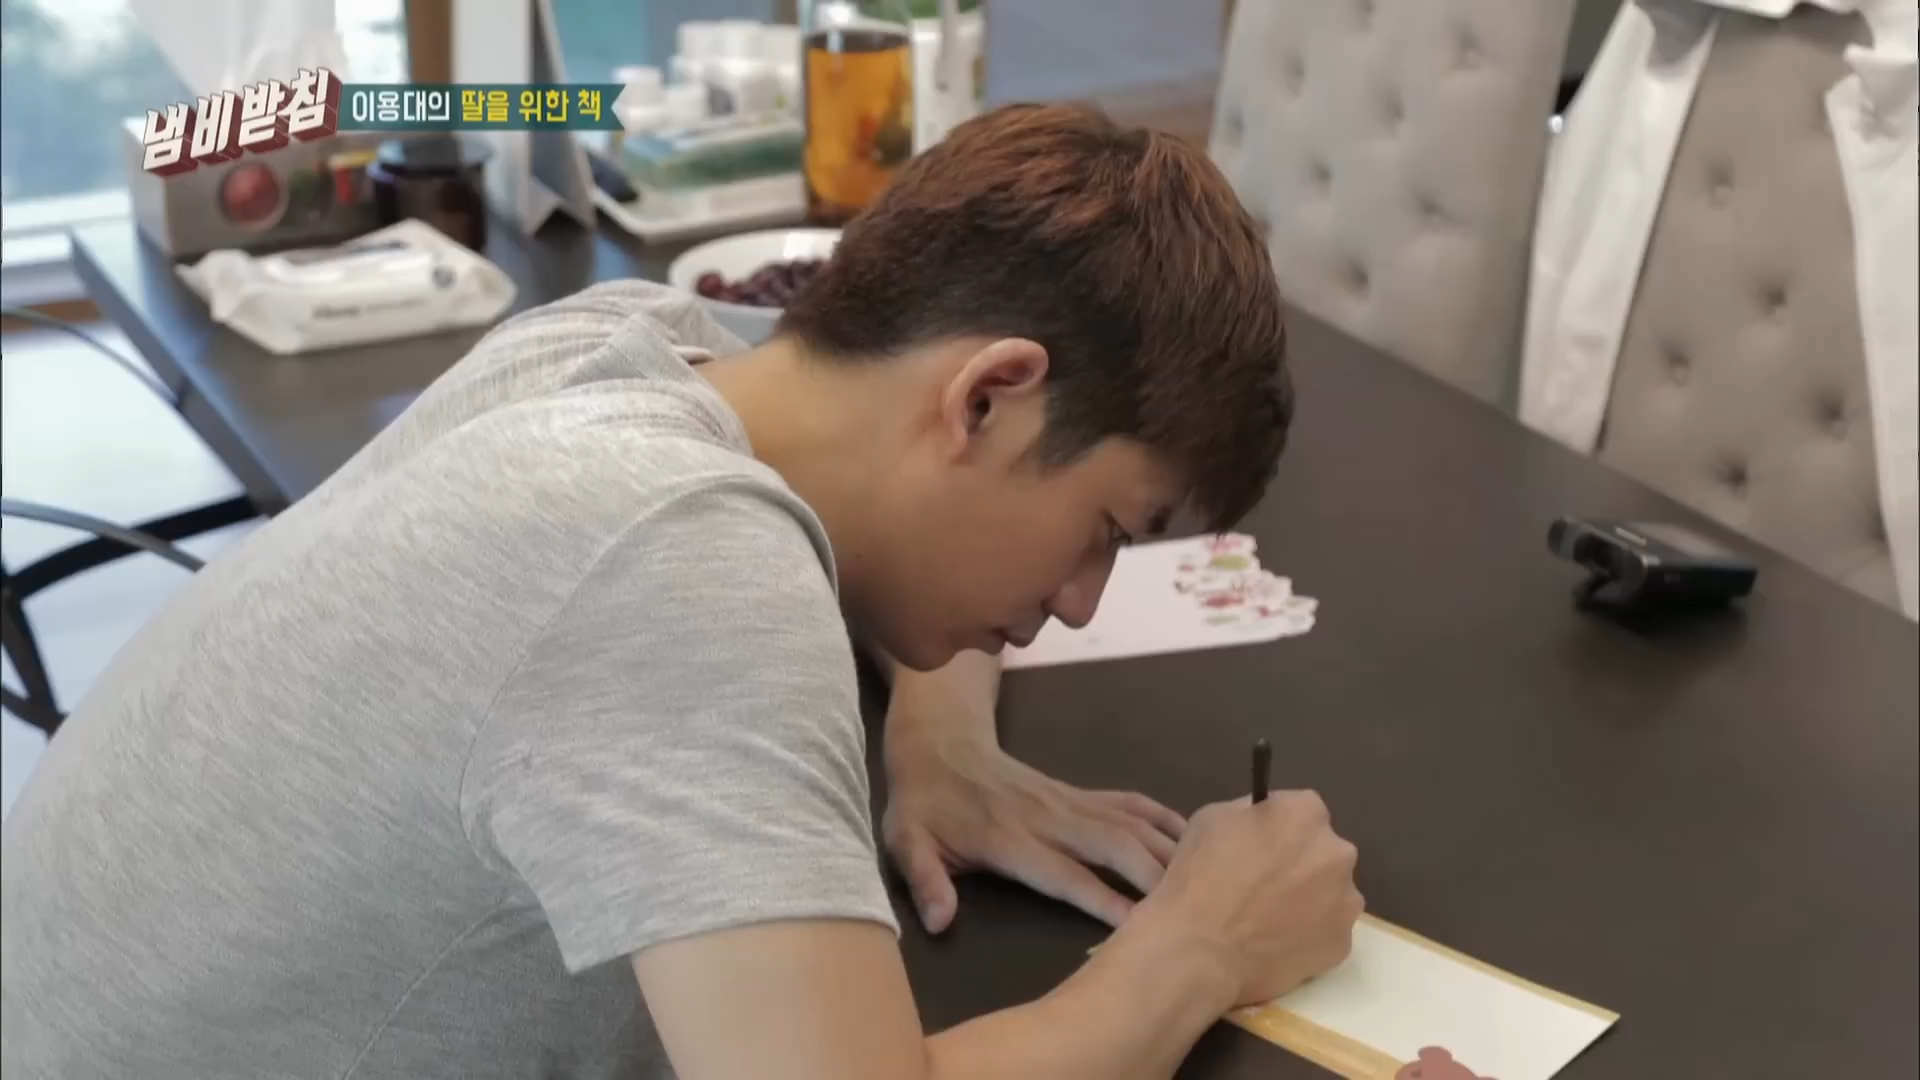 냄비받침
이용대의 딸을 위한 책